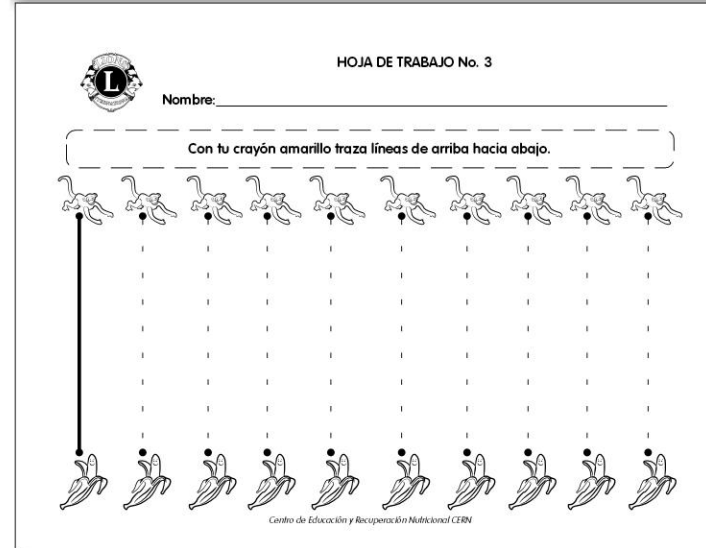 HOJA DE TRABAJO No. 3
L
Nombre:
Con tu crayón amarillo traza líneas de arriba hacia abajo.
Centro de Educación y Recuperación Nutricional CERN